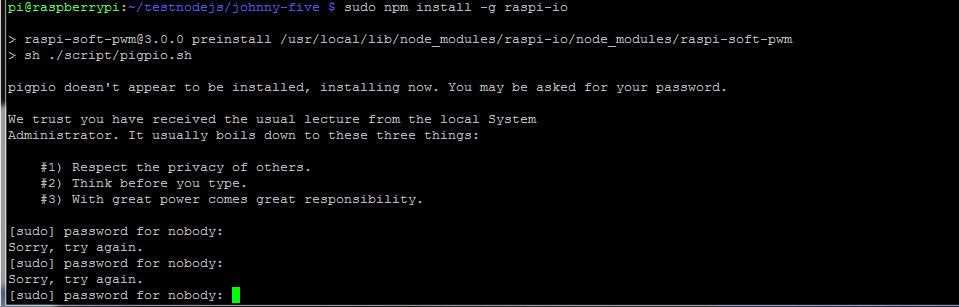 pi@raspberrypi:~/testnodejs/johnny-five $ sudo npm install -g raspi-io
> raspi-soft-pwm@3.0.0 preinstall /usr/local/lib/node_modules/raspi-io/node_modules/raspi-soft-pwm
> sh ./script/pigpio.sh
pigpio doesn't appear to be installed, installing now. You may be asked for your password.
We trust you have received the usual lecture from the local System
Administrator. It usually boils down to these three things:
#1) Respect the privacy of others.
#2) Think before you type.
#3) With great power comes great responsibility.
[sudo] password for nobody:
Sorry, try again.
[sudo] password for nobody:
Sorry, try again.
[sudo] password for nobody: